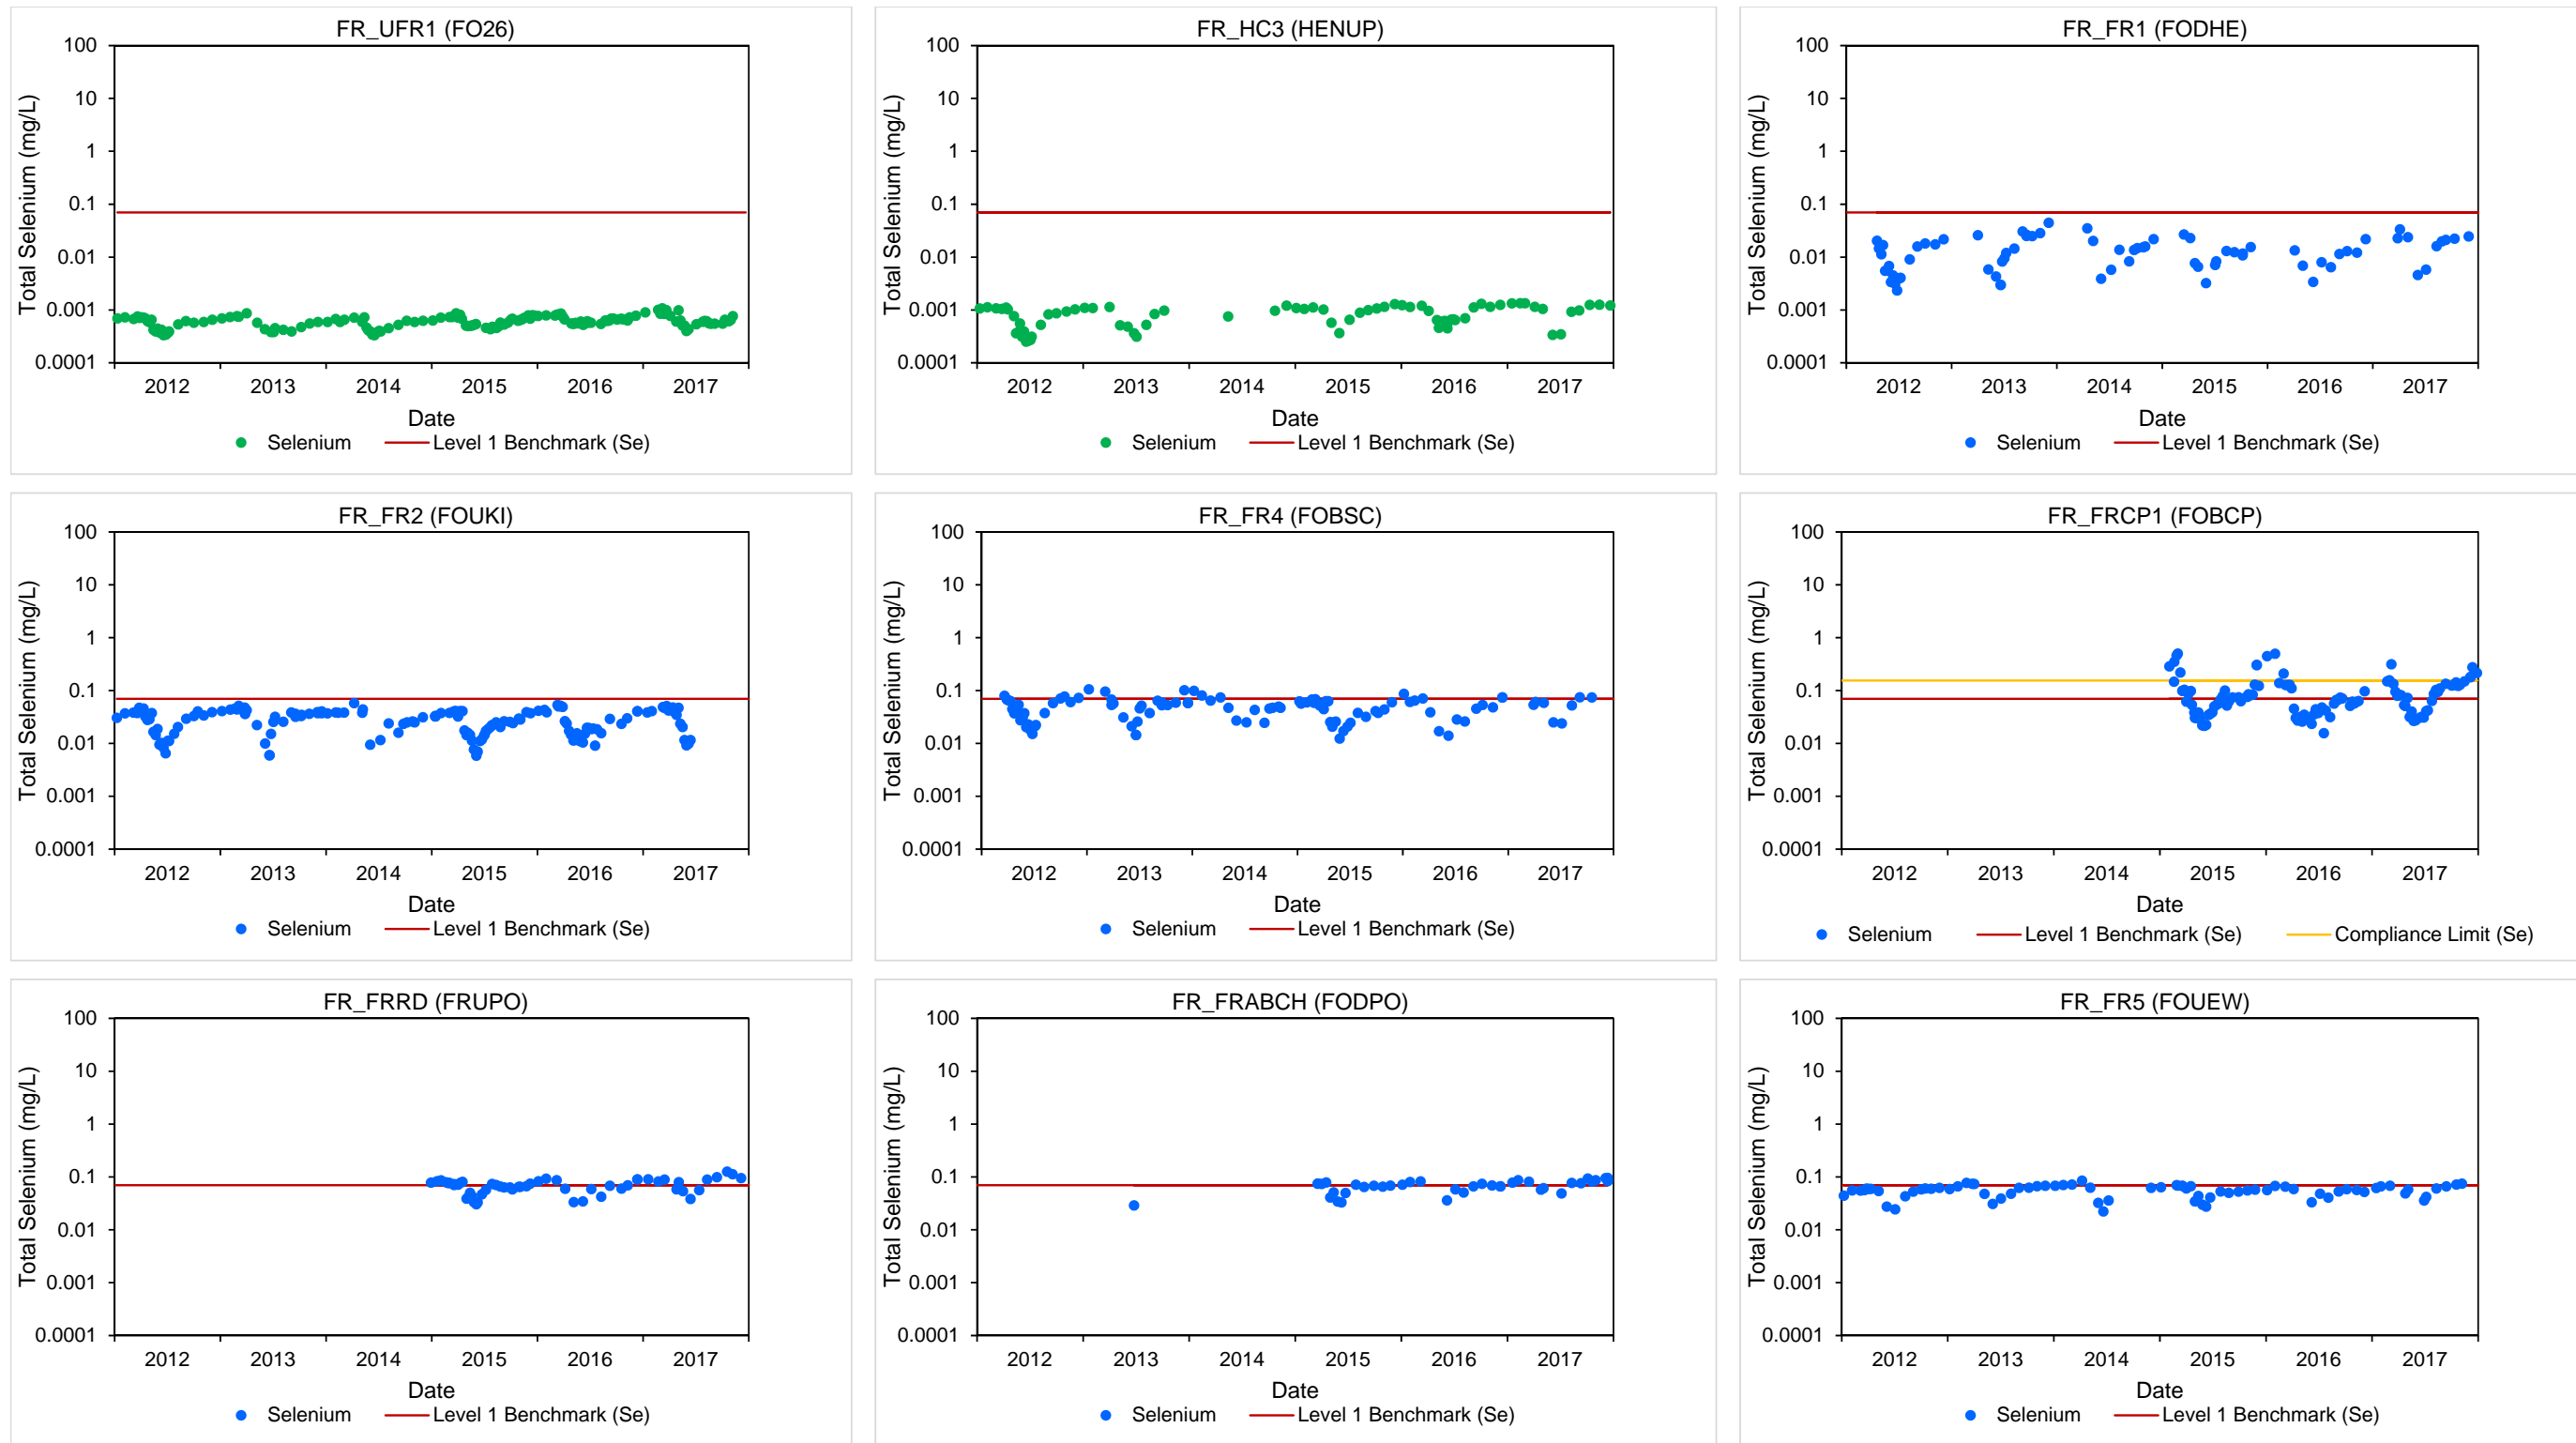 FR_UFR1 (FO26)
Total Selenium (mg/L)
100
10
1
0.1
0.01
0.001
0.0001
2012 2013 2014 2015 2016 2017
Date
Selenium Level 1 Benchmark (Se)
FR_HC3 (HENUP)
Total Selenium (mg/L)
100
10
1
0.1
0.01
0.001
0.0001
2012 2013 2014 2015 2016 2017
Date
Selenium Level 1 Benchmark (Se)
FR_FR1 (FODHE)
Total Selenium (mg/L)
100
10
1
0.1
0.01
0.001
0.0001
2012 2013 2014 2015 2016 2017
Date
Selenium Level 1 Benchmark (Se)
FR_FR2 (FOUKI)
Total Selenium (mg/L)
100
10
1
0.1
0.01
0.001
0.0001
2012 2013 2014 2015 2016 2017
Date
Selenium Level 1 Benchmark (Se)
FR_FR4 (FOBSC)
Total Selenium (mg/L)
100
10
1
0.1
0.01
0.001
0.0001
2012 2013 2014 2015 2016 2017
Date
Selenium Level 1 Benchmark (Se)
FR_FRCP1 (FOBCP)
Total Selenium (mg/L)
100
10
1
0.1
0.01
0.001
0.0001
2012 2013 2014 2015 2016 2017
Date
Selenium Level 1 Benchmark (Se) Compliance Limit (Se)
FR_FRRD (FRUPO)
Total Selenium (mg/L)
100
10
1
0.1
0.01
0.001
0.0001
2012 2013 2014 2015 2016 2017
Date
Selenium Level 1 Benchmark (Se)
FR_FRABCH (FODPO)
Total Selenium (mg/L)
100
10
1
0.1
0.01
0.001
0.0001
2012 2013 2014 2015 2016 2017
Date
Selenium Level 1 Benchmark (Se)
FR_FR5 (FOUEW)
Total Selenium (mg/L)
100
10
1
0.1
0.01
0.001
0.0001
2012 2013 2014 2015 2016 2017
Date
Selenium Level 1 Benchmark (Se)